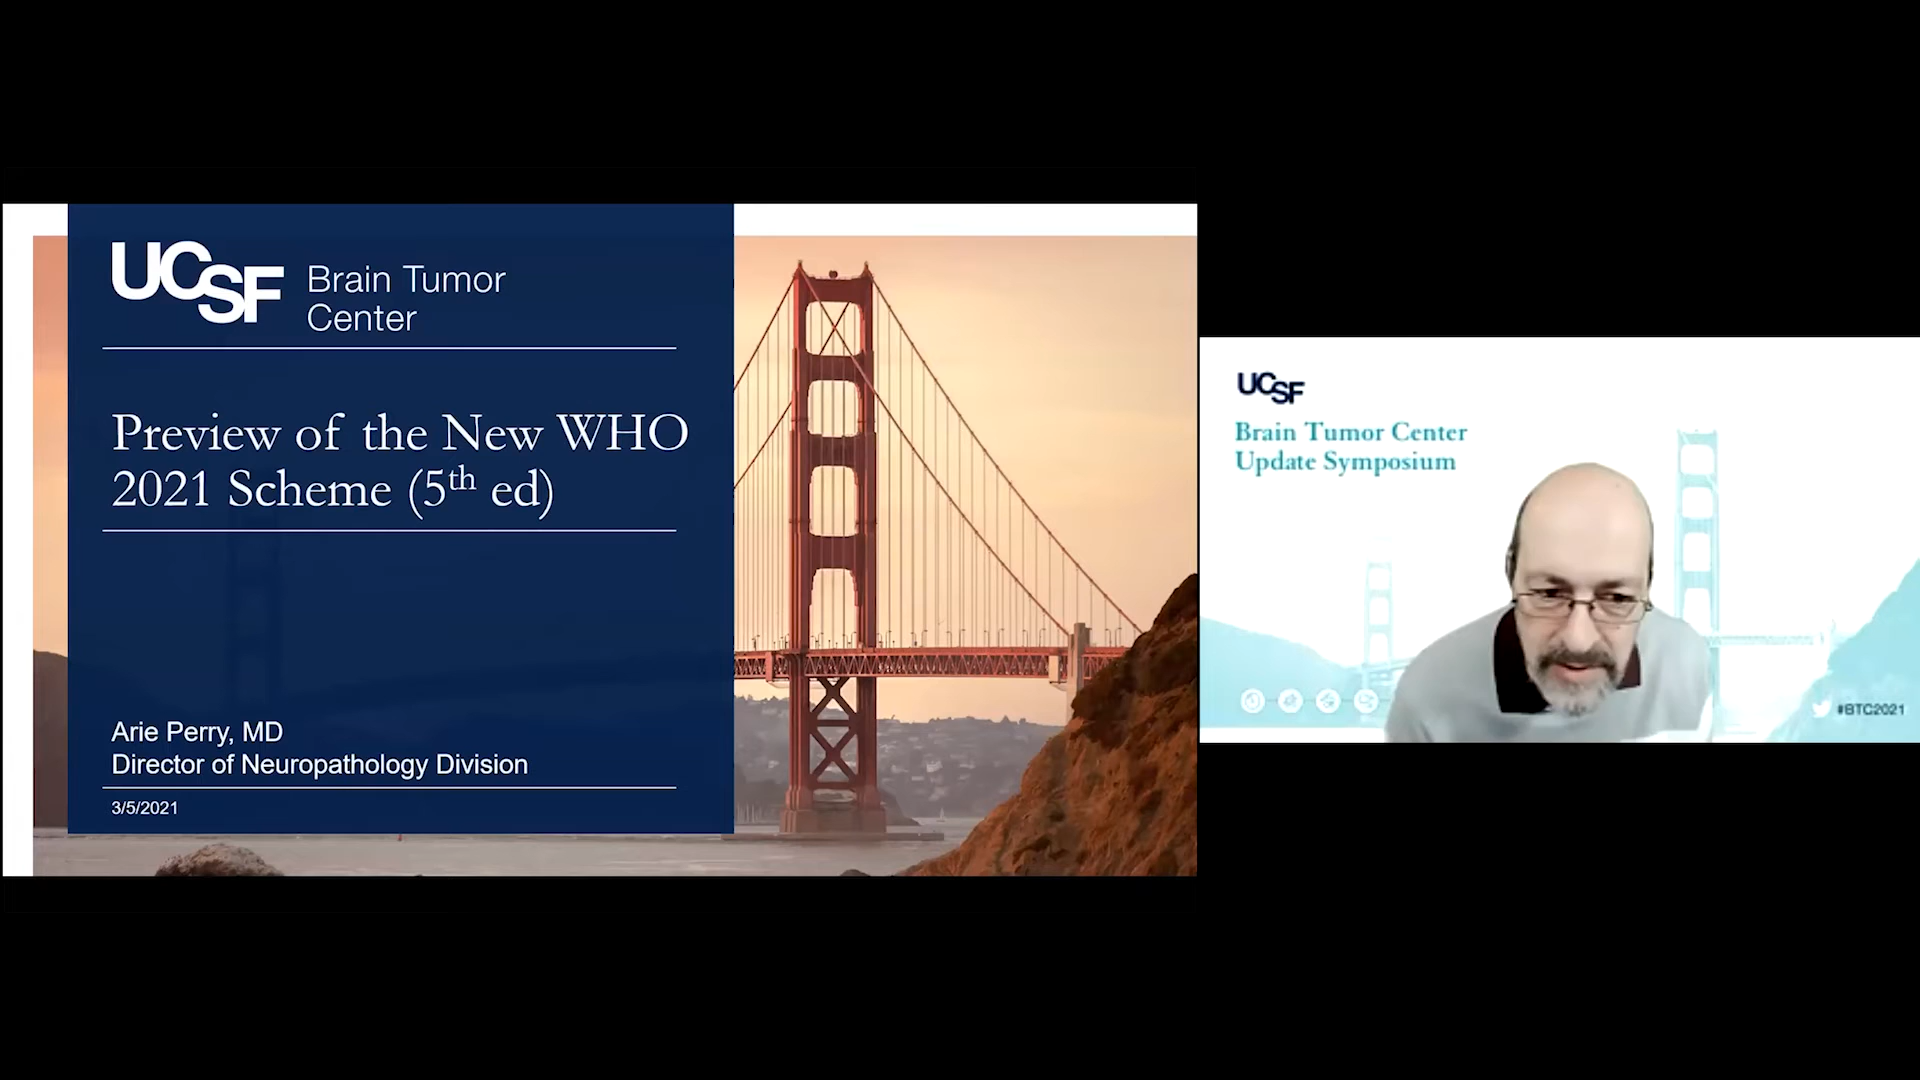 UCSF Brain Tumor
Center
Preview of the New WHO
2021 Scheme (5th ed)
Arie Perry, MD
Director of Neuropathology Division
3/5/2021
UCSF
Brain Tumor Center
Update Symposium
#BTC2021